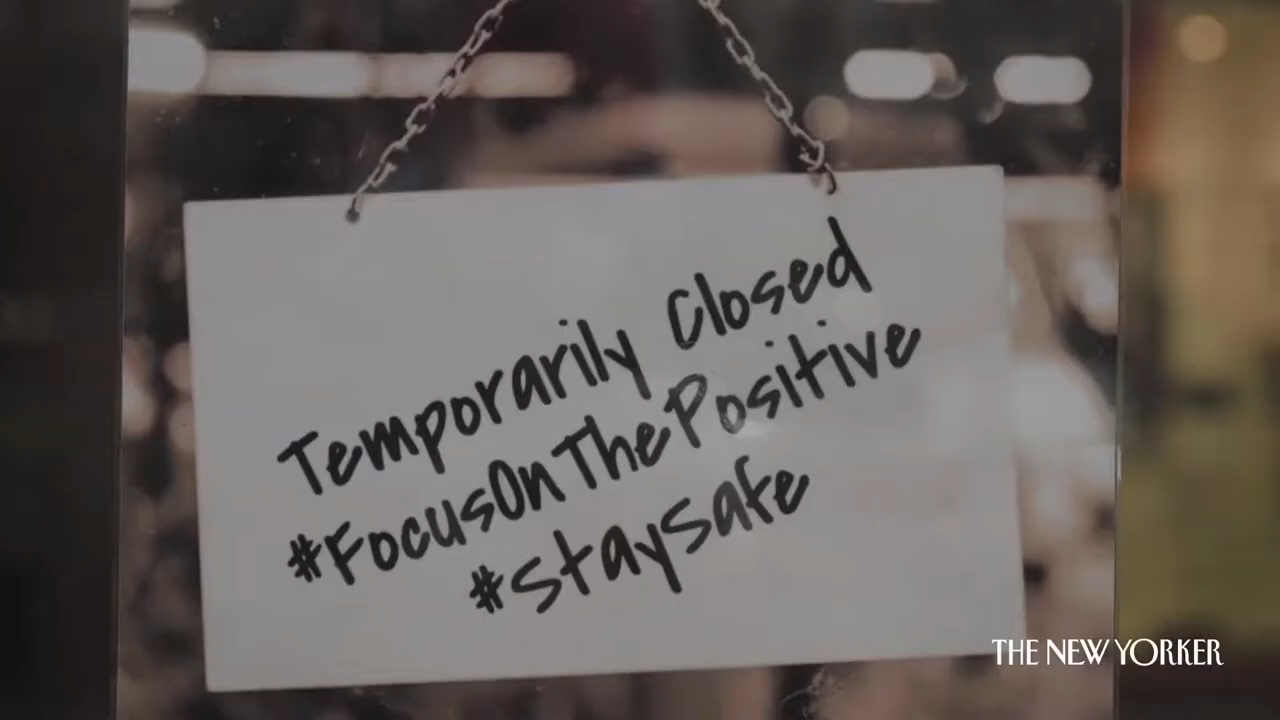 Temporarily Closed
#FocusOnThePositive
#staysafe
THE NEW YORKER